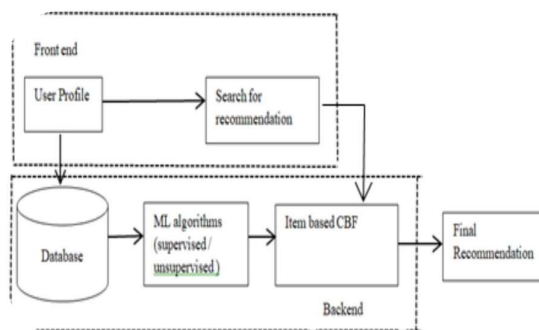 Front end
User Profile
Search for
recommendation
Database
ML algorithms
(supervised /
unsupervised )
Item based CBF
Final
Recommendation
Backend